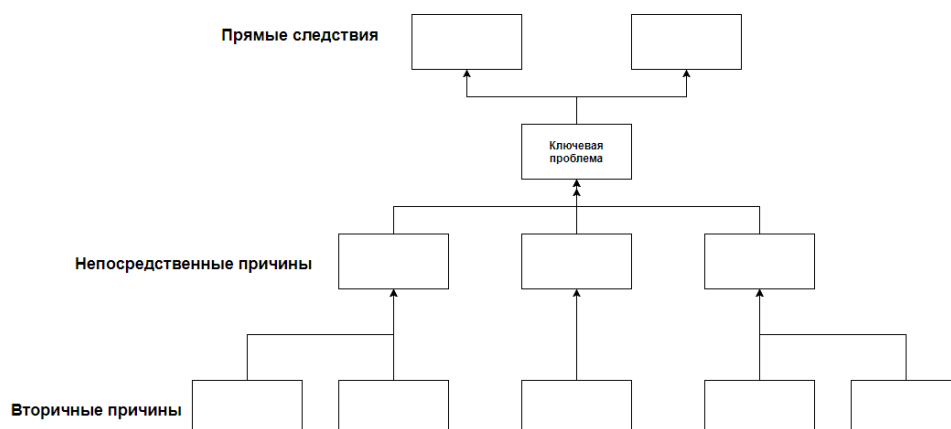 Прямые следствия
Ключевая
проблема
Непосредственные причины
Вторичные причины